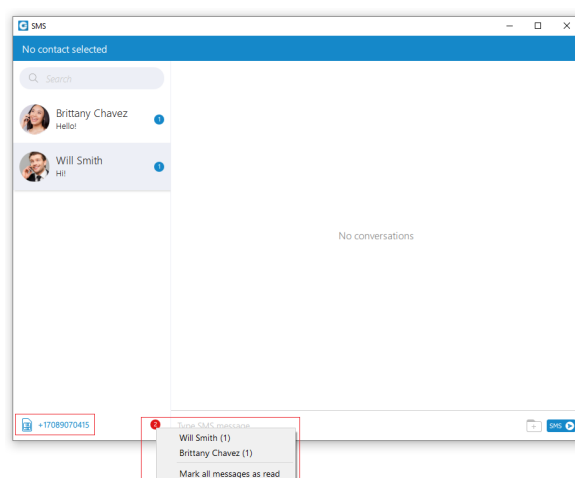 SMS
No contact selected
Search
Brittany Chavez
Hello!
1
Will Smith
Hi!
1
No conversations
+17089070415
2
Type SMS message
SMS
Will Smith (1)
Brittany Chavez (1)
Mark all messages as read